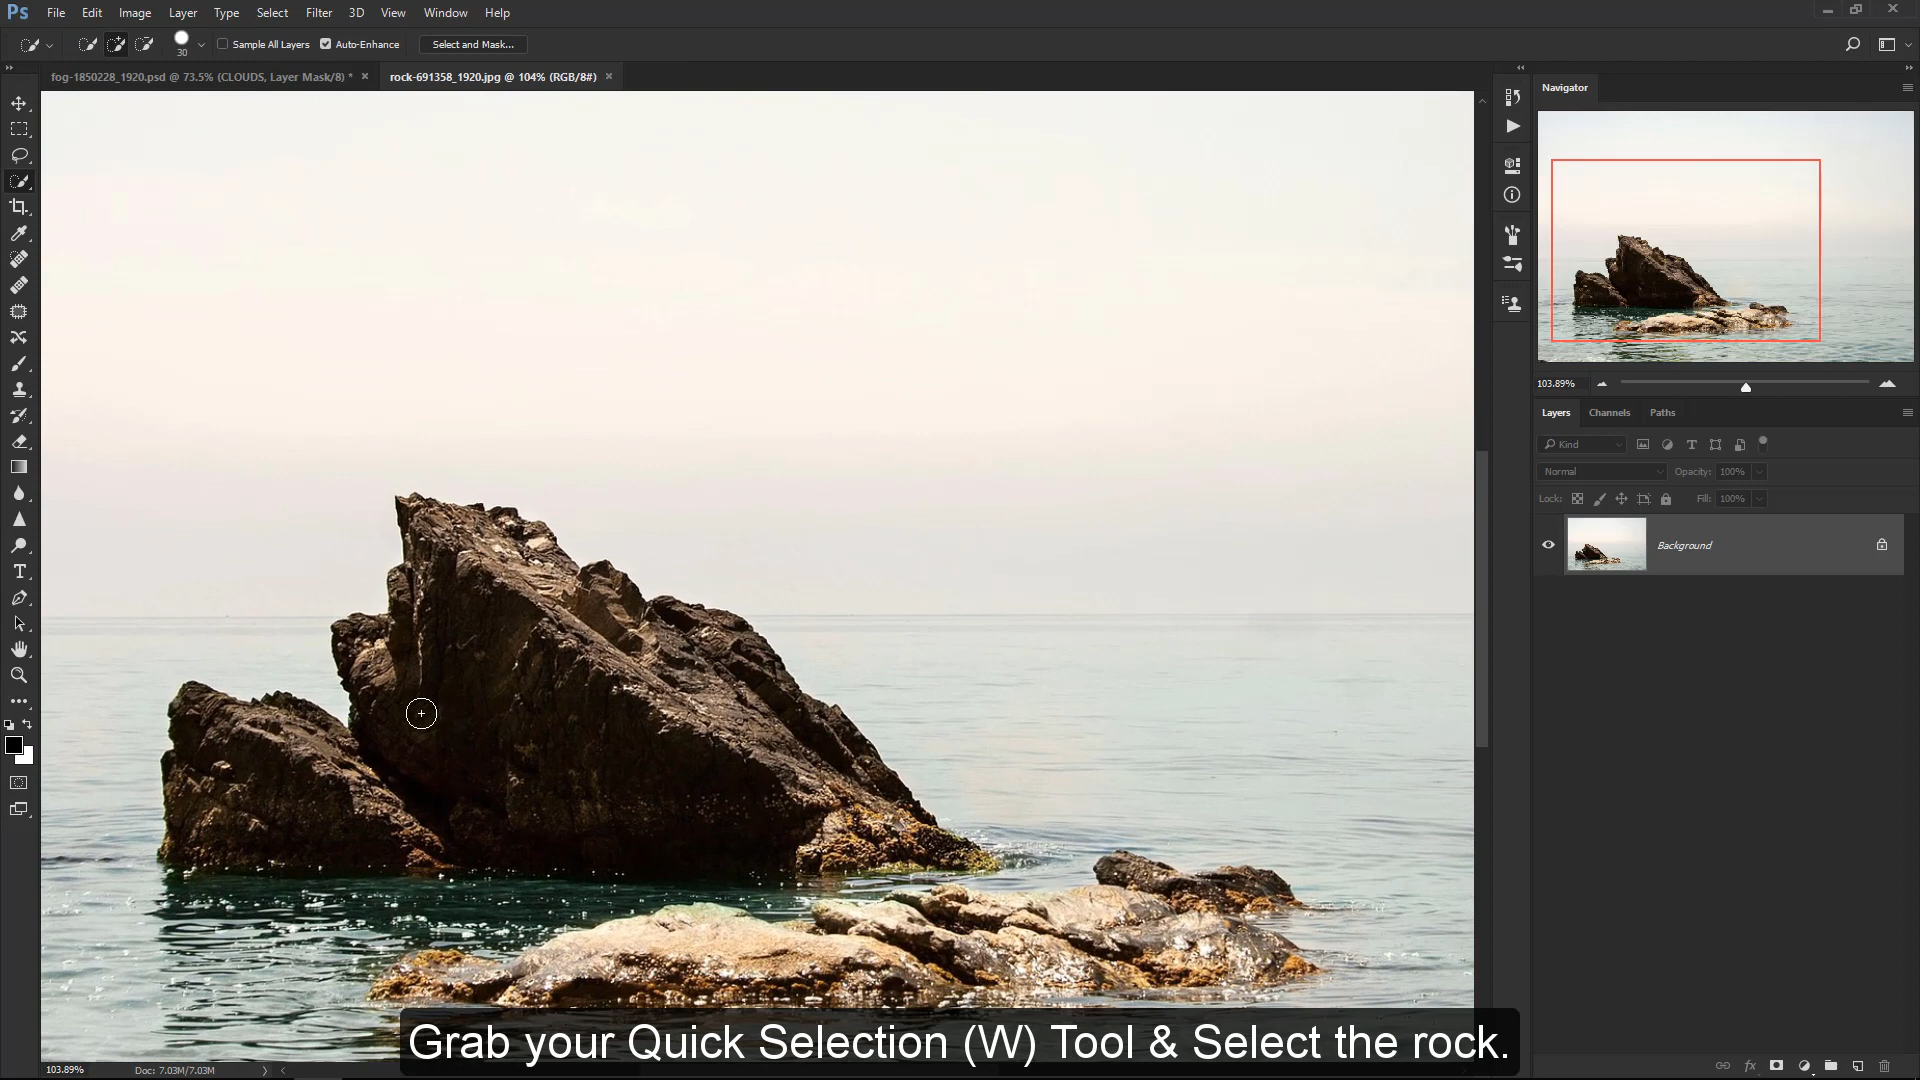 Ps File Edit Image Layer Type Select Filter 3D View Window Help
30 Sample All Layers Auto-Enhance Select and Mask...
fog-1850228_1920.psd @ 73.5% (CLOUDS, Layer Mask/8) * × rock-691358_1920.jpg @ 104% (RGB/8#) ×
Navigator
103.89%
Layers Channels Paths
Kind
Normal Opacity: 100%
Lock: Fill: 100%
Background
Grab your Quick Selection (W) Tool & Select the rock.
103.89% Doc: 7.03M/7.03M
fx